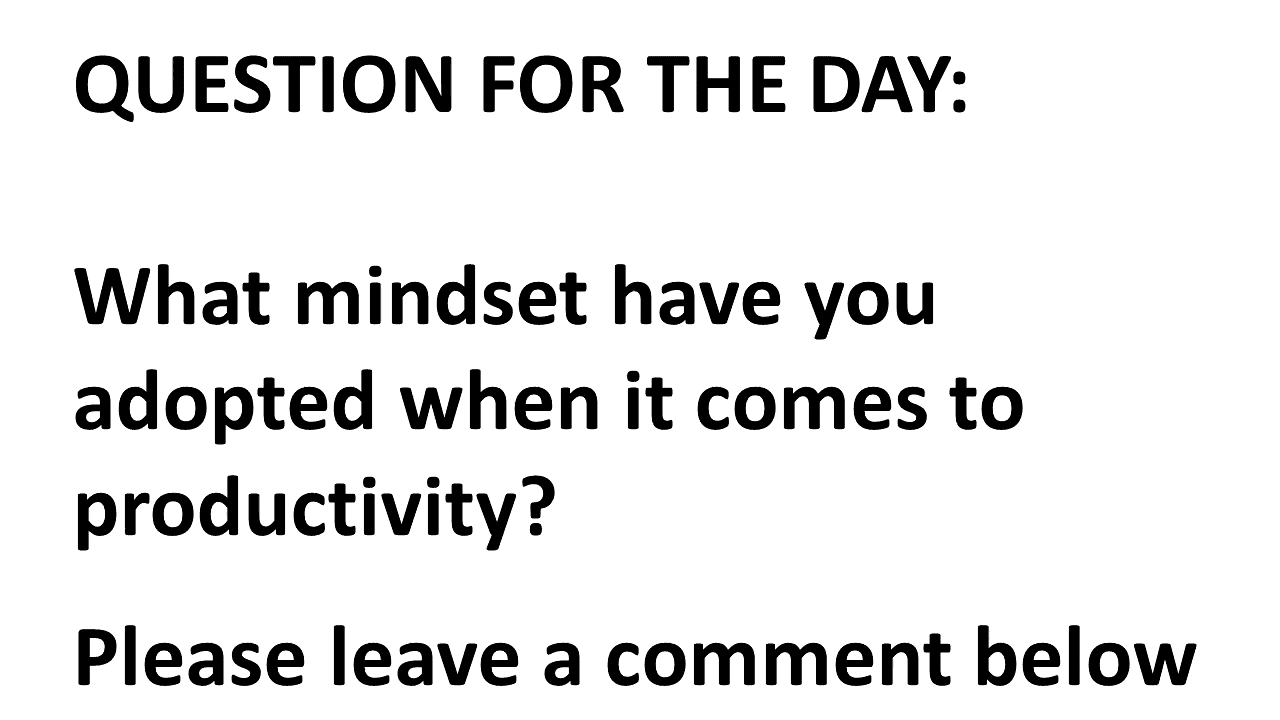 QUESTION FOR THE DAY:
What mindset have you
adopted when it comes to
productivity?
Please leave a comment below